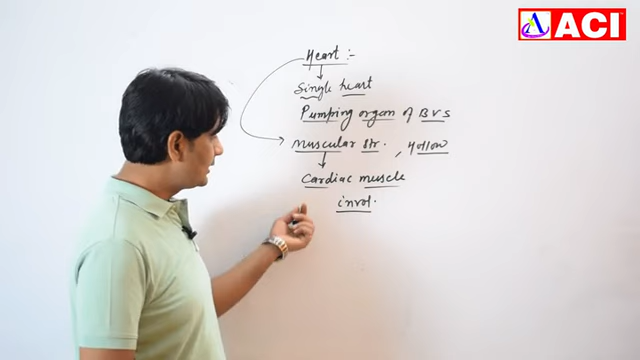 ACI
Heart :-
Single heart
Pumping organ of BVS
Muscular Str. , Hollow
Cardiac muscle
invol.